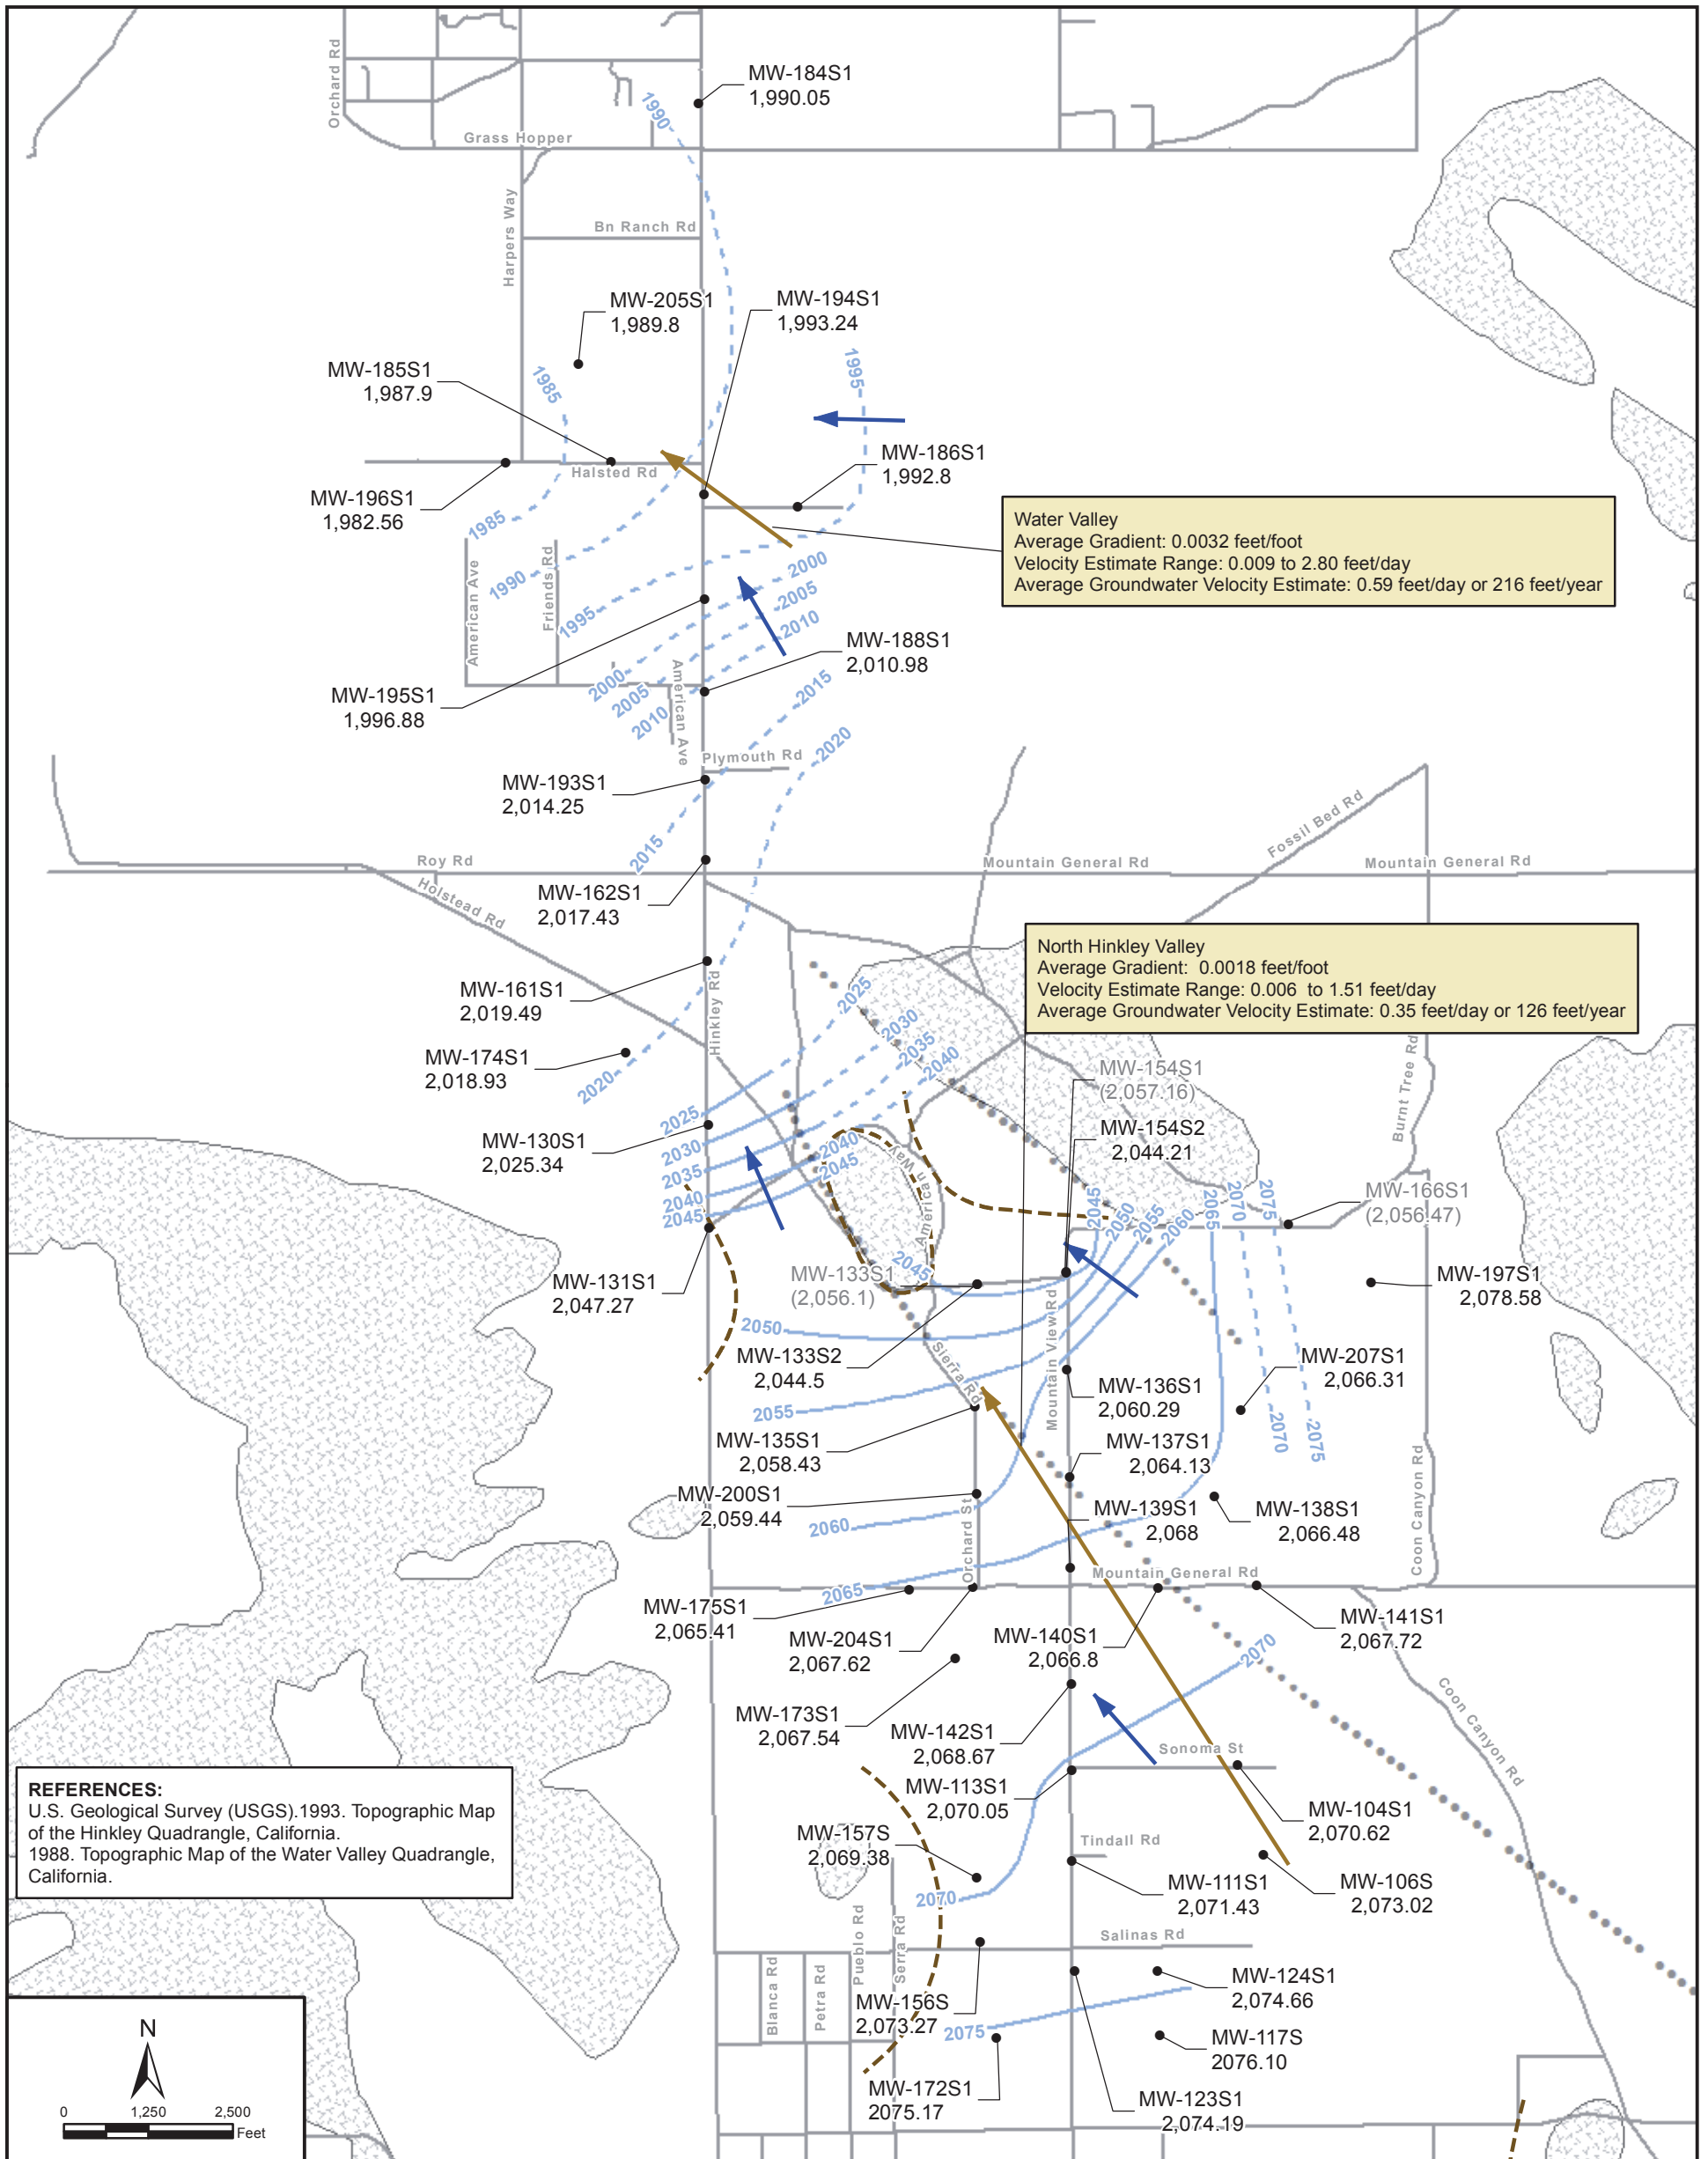 Orchard Rd
MW-184S1
1,990.05
1990
Grass Hopper
Harpers Way
Bn Ranch Rd
MW-205S1
1,989.8
MW-194S1
1,993.24
MW-185S1
1,987.9
1985
1995
MW-186S1
1,992.8
Halsted Rd
MW-196S1
1,982.56
1985
Water Valley
Average Gradient: 0.0032 feet/foot
Velocity Estimate Range: 0.009 to 2.80 feet/day
Average Groundwater Velocity Estimate: 0.59 feet/day or 216 feet/year
American Ave
Friends Rd
1990
1995
2000
2005
2010
MW-188S1
2,010.98
2000
2005
2010
American Ave
2015
MW-195S1
1,996.88
2020
Plymouth Rd
MW-193S1
2,014.25
2015
Fossil Bed Rd
Roy Rd
Mountain General Rd
Mountain General Rd
Holstead Rd
MW-162S1
2,017.43
North Hinkley Valley
Average Gradient:  0.0018 feet/foot
Velocity Estimate Range: 0.006  to 1.51 feet/day
Average Groundwater Velocity Estimate: 0.35 feet/day or 126 feet/year
MW-161S1
2,019.49
Hinkley Rd
2025
2030
2035
2040
MW-174S1
2,018.93
2020
MW-154S1
(2,057.16)
Burnt Tree Rd
2025
2030
2035
2040
2045
MW-130S1
2,025.34
MW-154S2
2,044.21
2040
2045
American Way
2045
2050
2055
2060
2065
2070
2075
MW-166S1
(2,056.47)
MW-131S1
2,047.27
MW-133S1
(2,056.1)
2045
MW-197S1
2,078.58
2050
MW-133S2
2,044.5
Sierra Rd
Mountain View Rd
MW-207S1
2,066.31
MW-136S1
2,060.29
2055
2070
2075
MW-135S1
2,058.43
MW-137S1
2,064.13
MW-200S1
2,059.44
2060
Orchard St
MW-139S1
2,068
MW-138S1
2,066.48
Coon Canyon Rd
2065
Mountain General Rd
MW-175S1
2,065.41
MW-204S1
2,067.62
MW-140S1
2,066.8
MW-141S1
2,067.72
2070
MW-173S1
2,067.54
MW-142S1
2,068.67
Coon Canyon Rd
Sonoma St
MW-113S1
2,070.05
MW-104S1
2,070.62
REFERENCES:
U.S. Geological Survey (USGS).1993. Topographic Map
of the Hinkley Quadrangle, California.
1988. Topographic Map of the Water Valley Quadrangle,
California.
MW-157S
2,069.38
Tindall Rd
MW-111S1
2,071.43
MW-106S
2,073.02
2070
Pueblo Rd
Serra Rd
Salinas Rd
Blanca Rd
Petra Rd
MW-156S
2,073.27
MW-124S1
2,074.66
2075
MW-117S
2076.10
MW-172S1
2075.17
MW-123S1
2,074.19
N
0 1,250 2,500
Feet